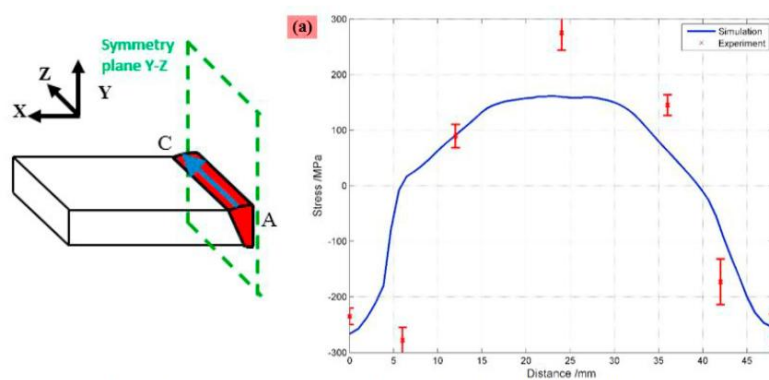 Symmetry
plane Y-Z
Z
X
Y
C
A
(a)
Simulation
Experiment
Stress /MPa
300
200
100
0
-100
-200
-300
0
5
10
15
20
25
30
35
40
45
Distance /mm